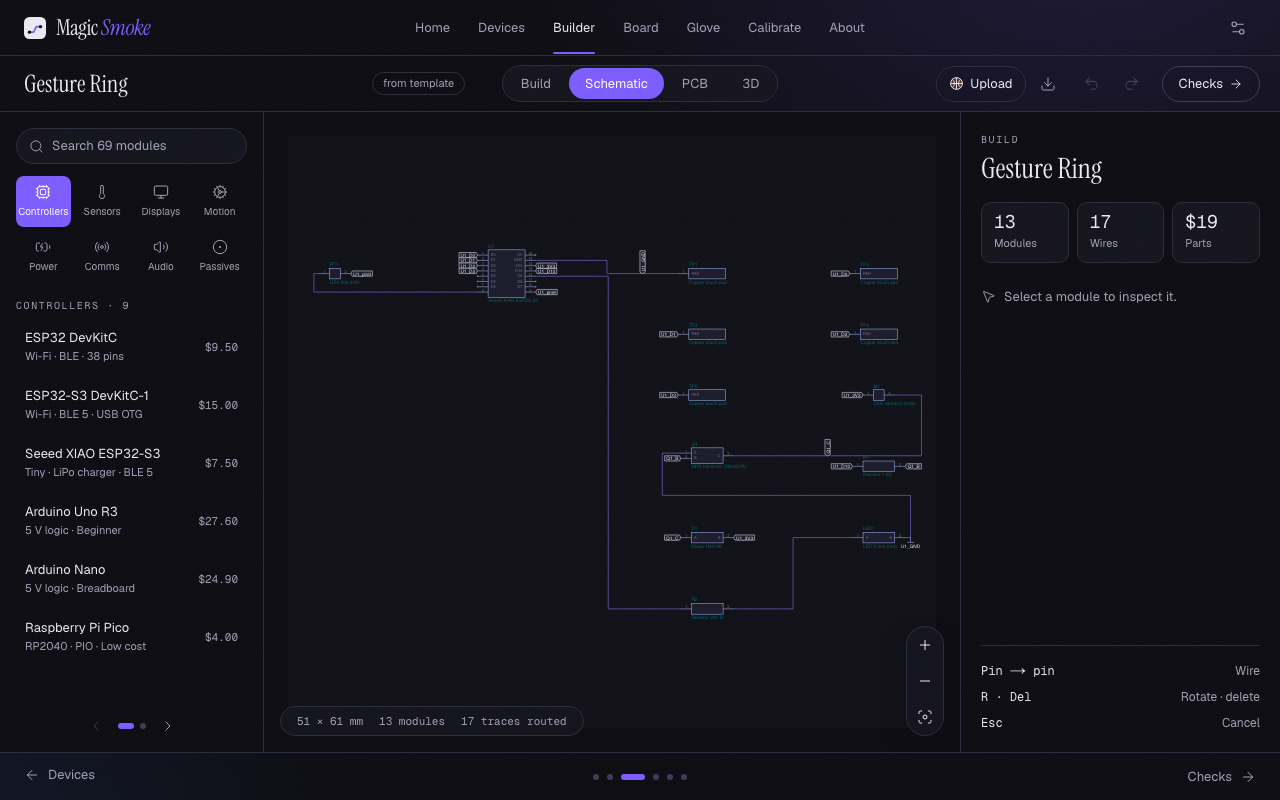 Magic Smoke
Home
Devices
Builder
Board
Glove
Calibrate
About
Gesture Ring
from template
Build
Schematic
PCB
3D
Upload
Checks
Search 69 modules
Controllers
Sensors
Displays
Motion
Power
Comms
Audio
Passives
CONTROLLERS · 9
ESP32 DevKitC
Wi-Fi · BLE · 38 pins
$9.50
ESP32-S3 DevKitC-1
Wi-Fi · BLE 5 · USB OTG
$15.00
Seeed XIAO ESP32-S3
Tiny · LiPo charger · BLE 5
$7.50
Arduino Uno R3
5 V logic · Beginner
$27.60
Arduino Nano
5 V logic · Breadboard
$24.90
Raspberry Pi Pico
RP2040 · PIO · Low cost
$4.00
U1_GND
51 × 61 mm
13 modules
17 traces routed
BUILD
Gesture Ring
13
Modules
17
Wires
$19
Parts
Select a module to inspect it.
Pin → pin
Wire
R · Del
Rotate · delete
Esc
Cancel
Devices
Checks